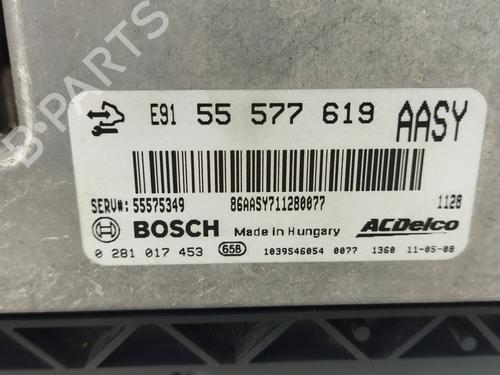 B-PARTS
E91 55 577 619 AASY
SERV#: 55575349 86AASY711280077 1128
BOSCH Made in Hungary ACDelco
0 281 017 453 65B 1039S46054 0077 1360 11-05-08